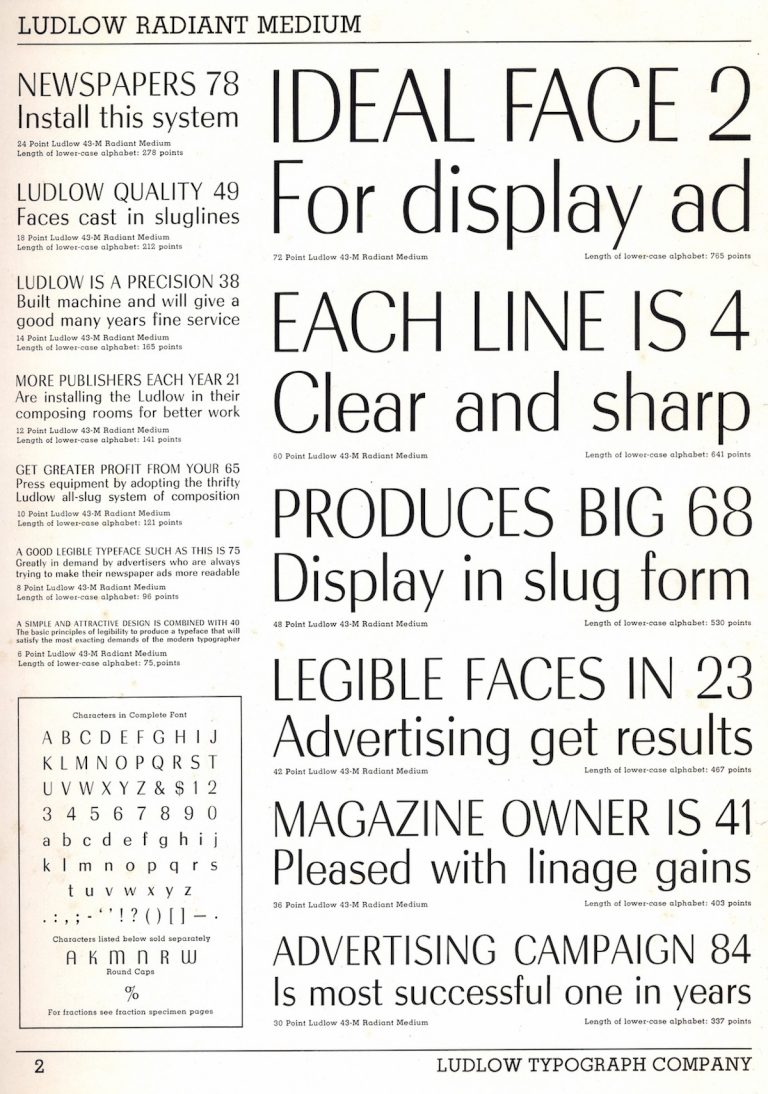 LUDLOW RADIANT MEDIUM
NEWSPAPERS 78
Install this system
24 Point Ludlow 43-M Radiant Medium
Length of lower-case alphabet: 278 points
LUDLOW QUALITY 49
Faces cast in sluglines
18 Point Ludlow 43-M Radiant Medium
Length of lower-case alphabet: 212 points
LUDLOW IS A PRECISION 38
Built machine and will give a
good many years fine service
14 Point Ludlow 43-M Radiant Medium
Length of lower-case alphabet: 165 points
MORE PUBLISHERS EACH YEAR 21
Are installing the Ludlow in their
composing rooms for better work
12 Point Ludlow 43-M Radiant Medium
Length of lower-case alphabet: 141 points
GET GREATER PROFIT FROM YOUR 65
Press equipment by adopting the thrifty
Ludlow all-slug system of composition
10 Point Ludlow 43-M Radiant Medium
Length of lower-case alphabet: 121 points
A GOOD LEGIBLE TYPEFACE SUCH AS THIS IS 75
Greatly in demand by advertisers who are always
trying to make their newspaper ads more readable
8 Point Ludlow 43-M Radiant Medium
Length of lower-case alphabet: 96 points
A SIMPLE AND ATTRACTIVE DESIGN IS COMBINED WITH 40
The basic principles of legibility to produce a typeface that will
satisfy the most exacting demands of the modern typographer
6 Point Ludlow 43-M Radiant Medium
Length of lower-case alphabet: 75 points
Characters in Complete Font
A B C D E F G H I J
K L M N O P Q R S T
U V W X Y Z & $ 1 2
3 4 5 6 7 8 9 0
a b c d e f g h i j
k l m n o p q r s
t u v w x y z
. : , ; - ‘ ’ ! ? ( ) [ ] — .
Characters listed below sold separately
A K M N R W
Round Caps
%
For fractions see fraction specimen pages
IDEAL FACE 2
For display ad
72 Point Ludlow 43-M Radiant Medium Length of lower-case alphabet: 765 points
EACH LINE IS 4
Clear and sharp
60 Point Ludlow 43-M Radiant Medium Length of lower-case alphabet: 641 points
PRODUCES BIG 68
Display in slug form
48 Point Ludlow 43-M Radiant Medium Length of lower-case alphabet: 530 points
LEGIBLE FACES IN 23
Advertising get results
42 Point Ludlow 43-M Radiant Medium Length of lower-case alphabet: 467 points
MAGAZINE OWNER IS 41
Pleased with linage gains
36 Point Ludlow 43-M Radiant Medium Length of lower-case alphabet: 403 points
ADVERTISING CAMPAIGN 84
Is most successful one in years
30 Point Ludlow 43-M Radiant Medium Length of lower-case alphabet: 337 points
2 LUDLOW TYPOGRAPH COMPANY